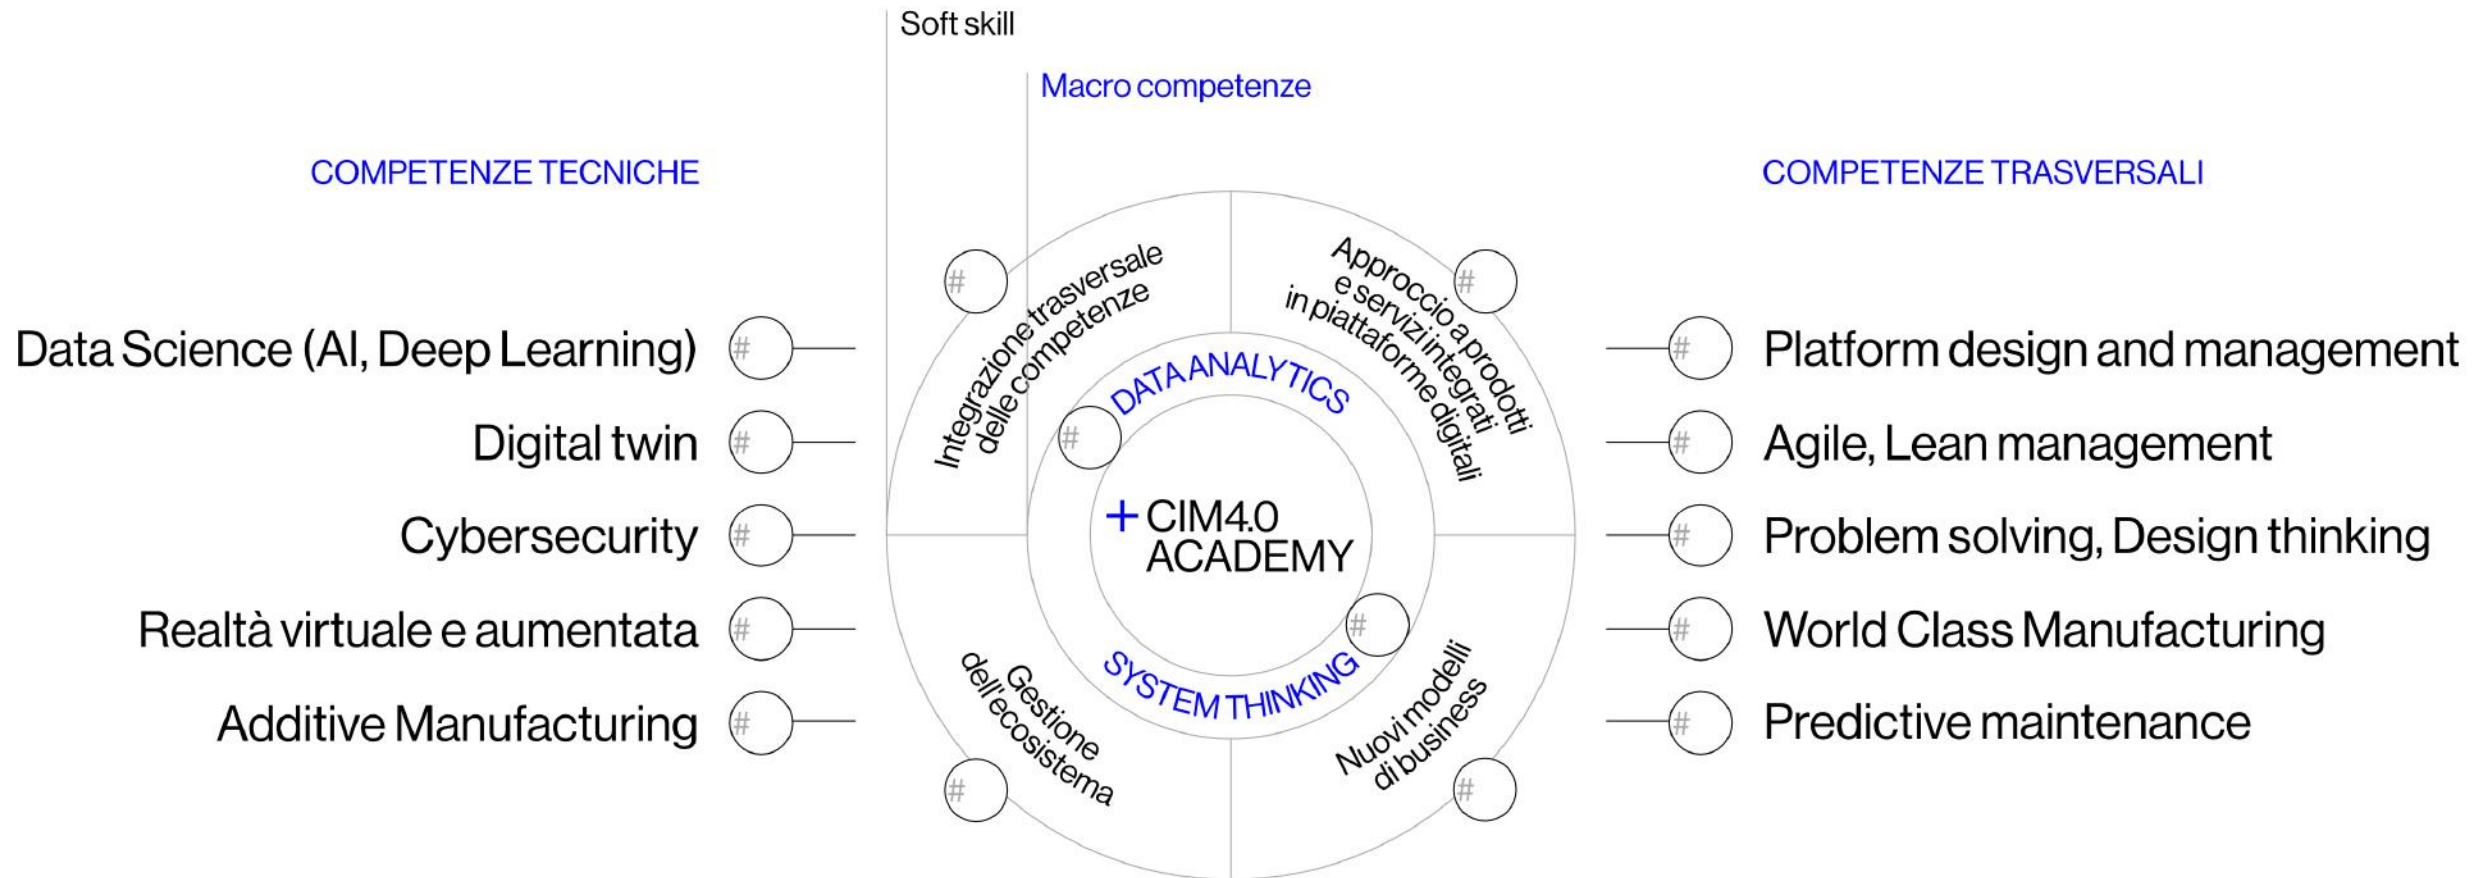 Soft skill
Macro competenze
COMPETENZE TECNICHE
#
Data Science (AI, Deep Learning)
#
Digital twin
#
Cybersecurity
#
Realtà virtuale e aumentata
#
Additive Manufacturing
#
Integrazione trasversale
delle competenze
#
Approccio a prodotti
e servizi integrati
in piattaforme digitali
#
DATA ANALYTICS
#
+ CIM4.0
ACADEMY
SYSTEM THINKING
#
Gestione
dell'ecosistema
#
Nuovi modelli
di business
#
COMPETENZE TRASVERSALI
# Platform design and management
# Agile, Lean management
# Problem solving, Design thinking
# World Class Manufacturing
# Predictive maintenance